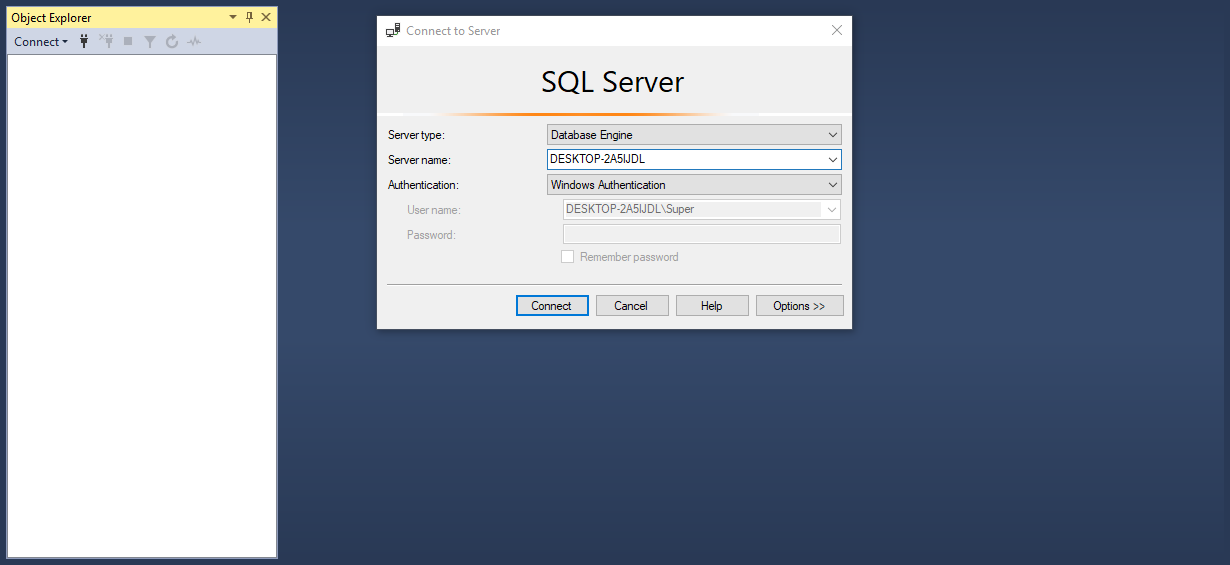 Object Explorer
Connect
Connect to Server
SQL Server
Server type: Database Engine
Server name: DESKTOP-2A5IJDL
Authentication: Windows Authentication
User name: DESKTOP-2A5IJDL\Super
Password:
Remember password
Connect Cancel Help Options >>